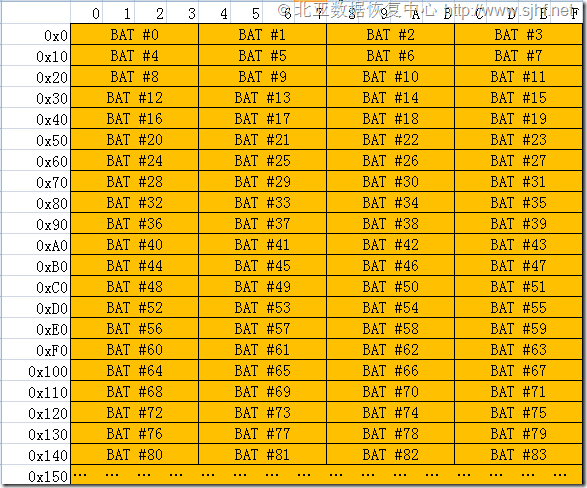 © 北亚数据恢复中心 http://www.sjhf.net
0 1 2 3 4 5 6 7 8 9 A B C D E F
0x0 BAT #0 BAT #1 BAT #2 BAT #3
0x10 BAT #4 BAT #5 BAT #6 BAT #7
0x20 BAT #8 BAT #9 BAT #10 BAT #11
0x30 BAT #12 BAT #13 BAT #14 BAT #15
0x40 BAT #16 BAT #17 BAT #18 BAT #19
0x50 BAT #20 BAT #21 BAT #22 BAT #23
0x60 BAT #24 BAT #25 BAT #26 BAT #27
0x70 BAT #28 BAT #29 BAT #30 BAT #31
0x80 BAT #32 BAT #33 BAT #34 BAT #35
0x90 BAT #36 BAT #37 BAT #38 BAT #39
0xA0 BAT #40 BAT #41 BAT #42 BAT #43
0xB0 BAT #44 BAT #45 BAT #46 BAT #47
0xC0 BAT #48 BAT #49 BAT #50 BAT #51
0xD0 BAT #52 BAT #53 BAT #54 BAT #55
0xE0 BAT #56 BAT #57 BAT #58 BAT #59
0xF0 BAT #60 BAT #61 BAT #62 BAT #63
0x100 BAT #64 BAT #65 BAT #66 BAT #67
0x110 BAT #68 BAT #69 BAT #70 BAT #71
0x120 BAT #72 BAT #73 BAT #74 BAT #75
0x130 BAT #76 BAT #77 BAT #78 BAT #79
0x140 BAT #80 BAT #81 BAT #82 BAT #83
0x150 … … … … … … … … … … … … … … … …